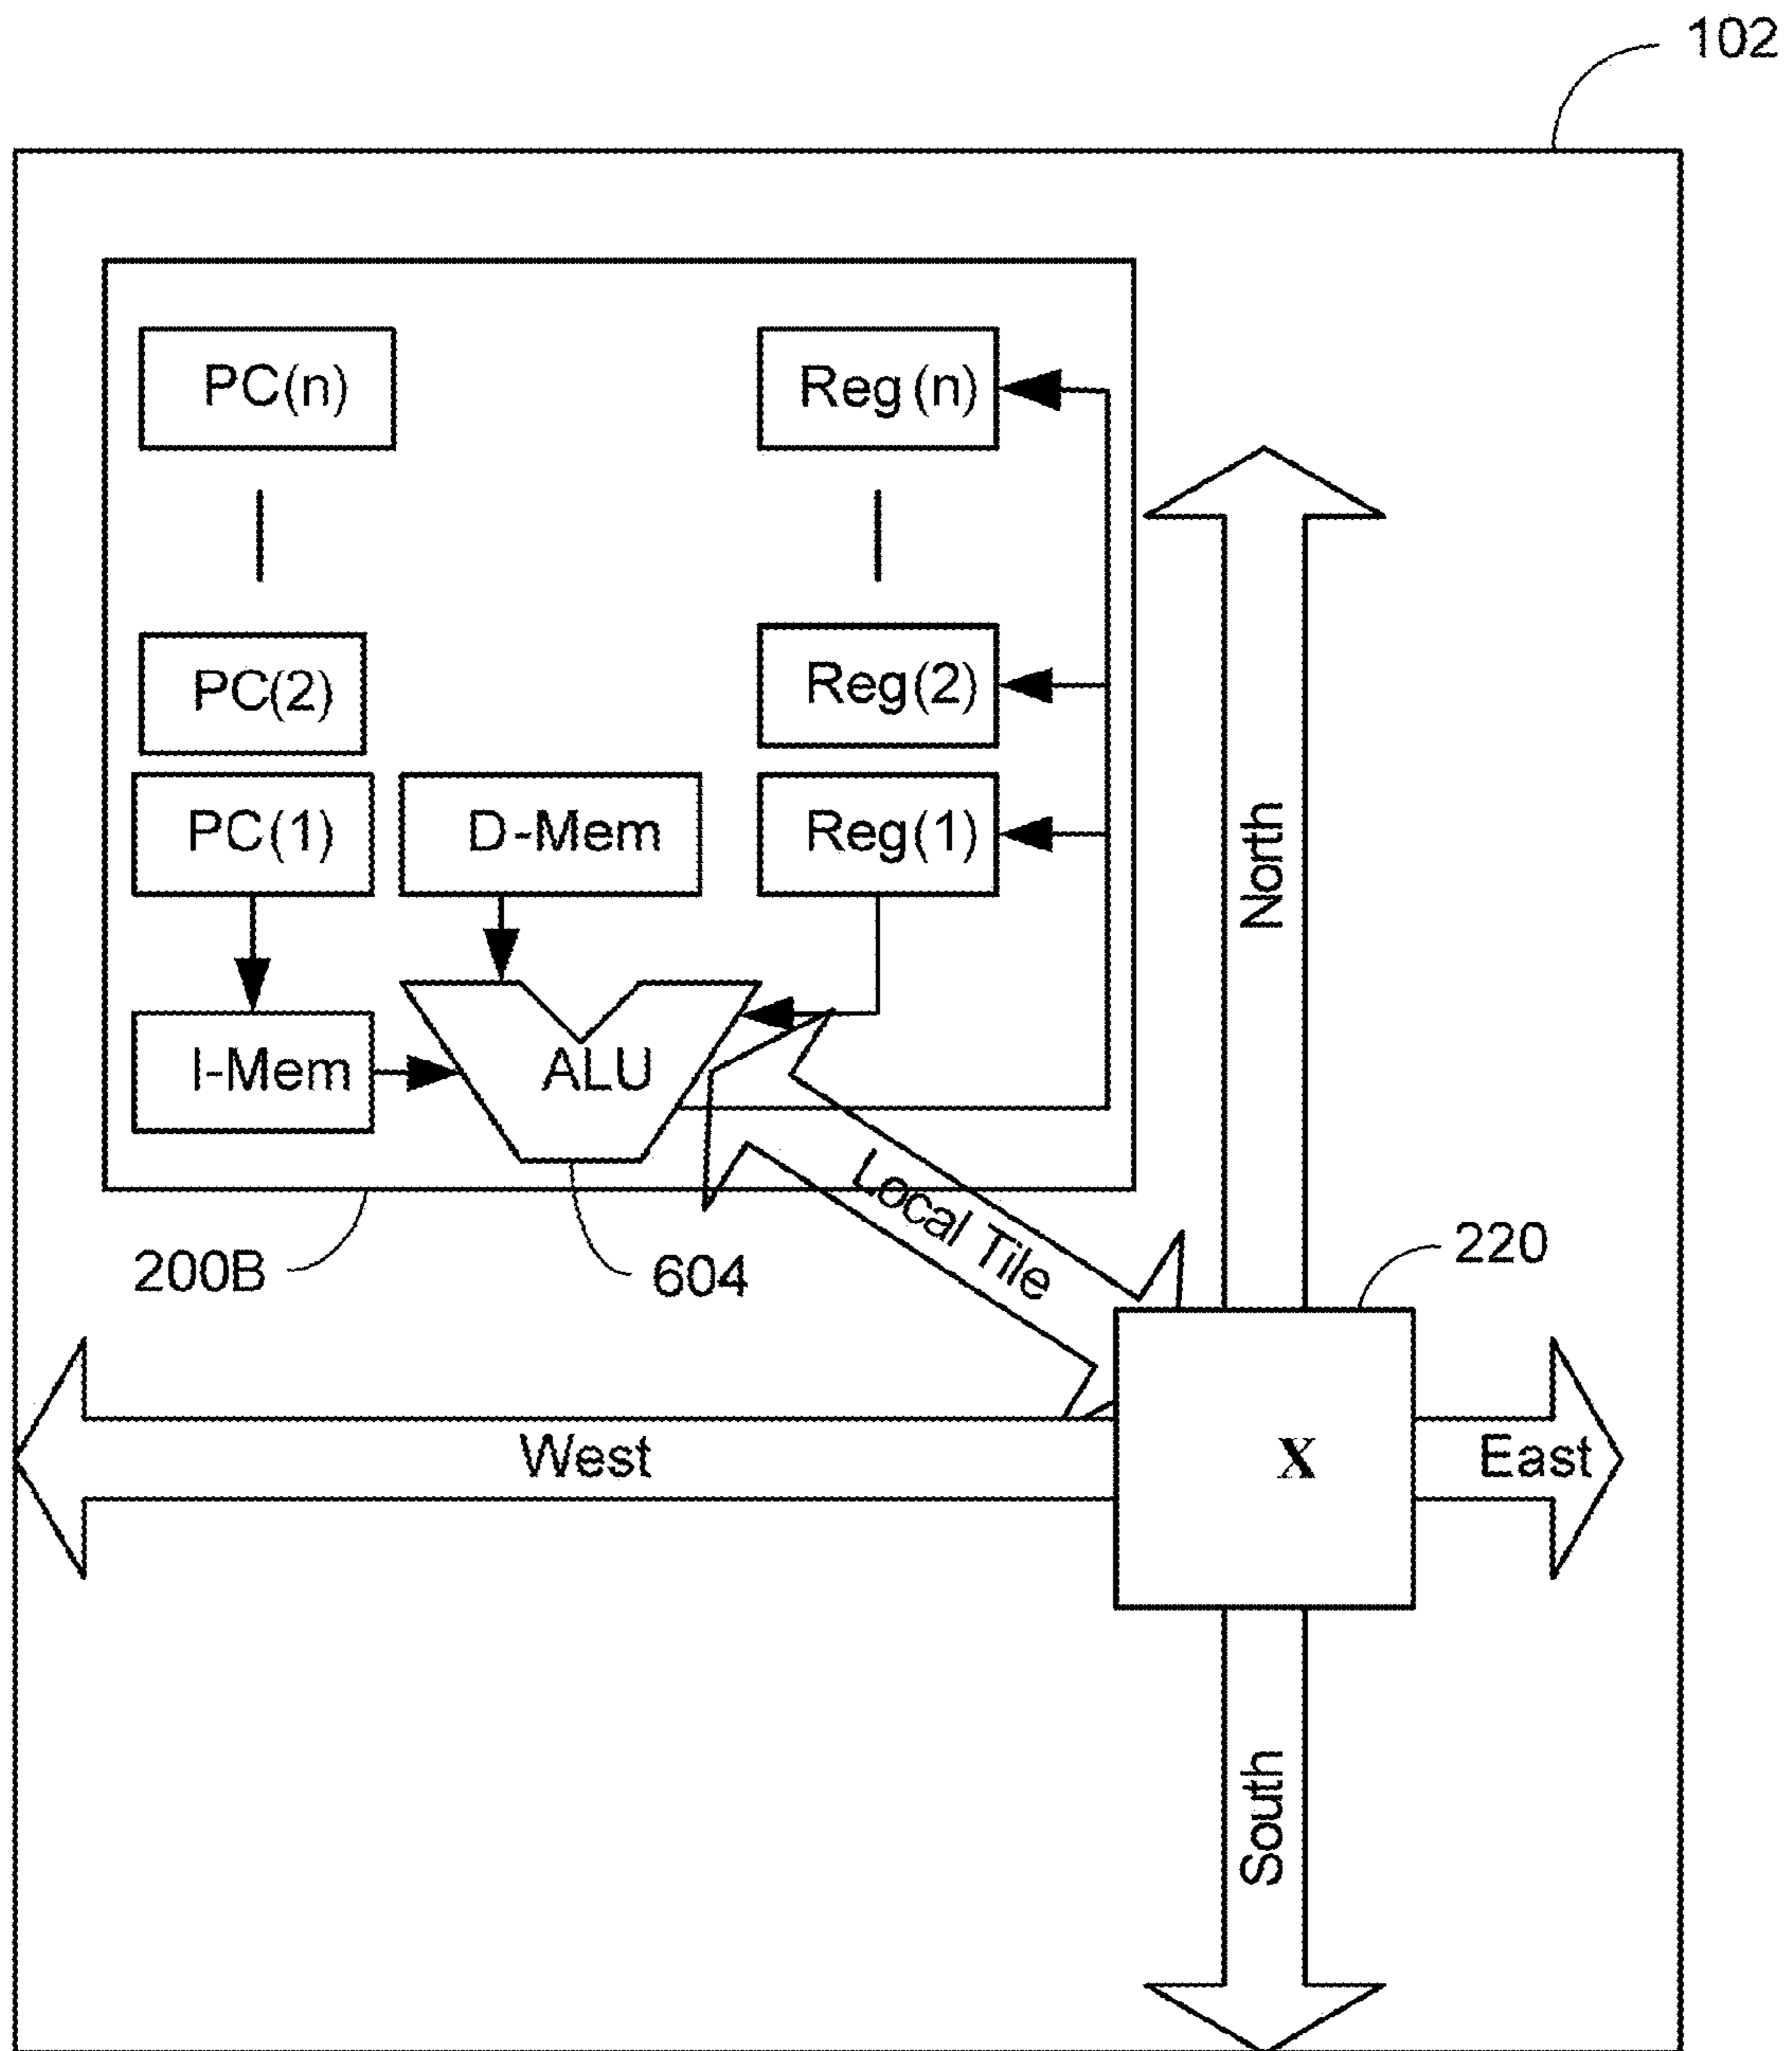 102
PC(n)
Reg(n)
PC(2)
Reg(2)
PC(1)
D-Mem
Reg(1)
North
I-Mem
ALU
Local Tile
200B
604
220
West
X
East
South